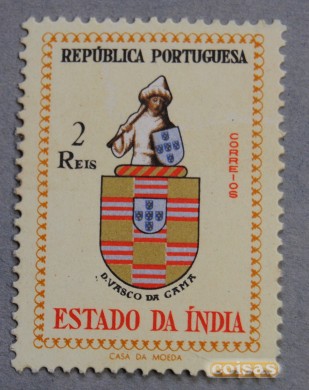 REPÚBLICA PORTUGUESA
2
REIS
CORREIOS
D. VASCO DA GAMA
ESTADO DA ÍNDIA
CASA DA MOEDA
coisas